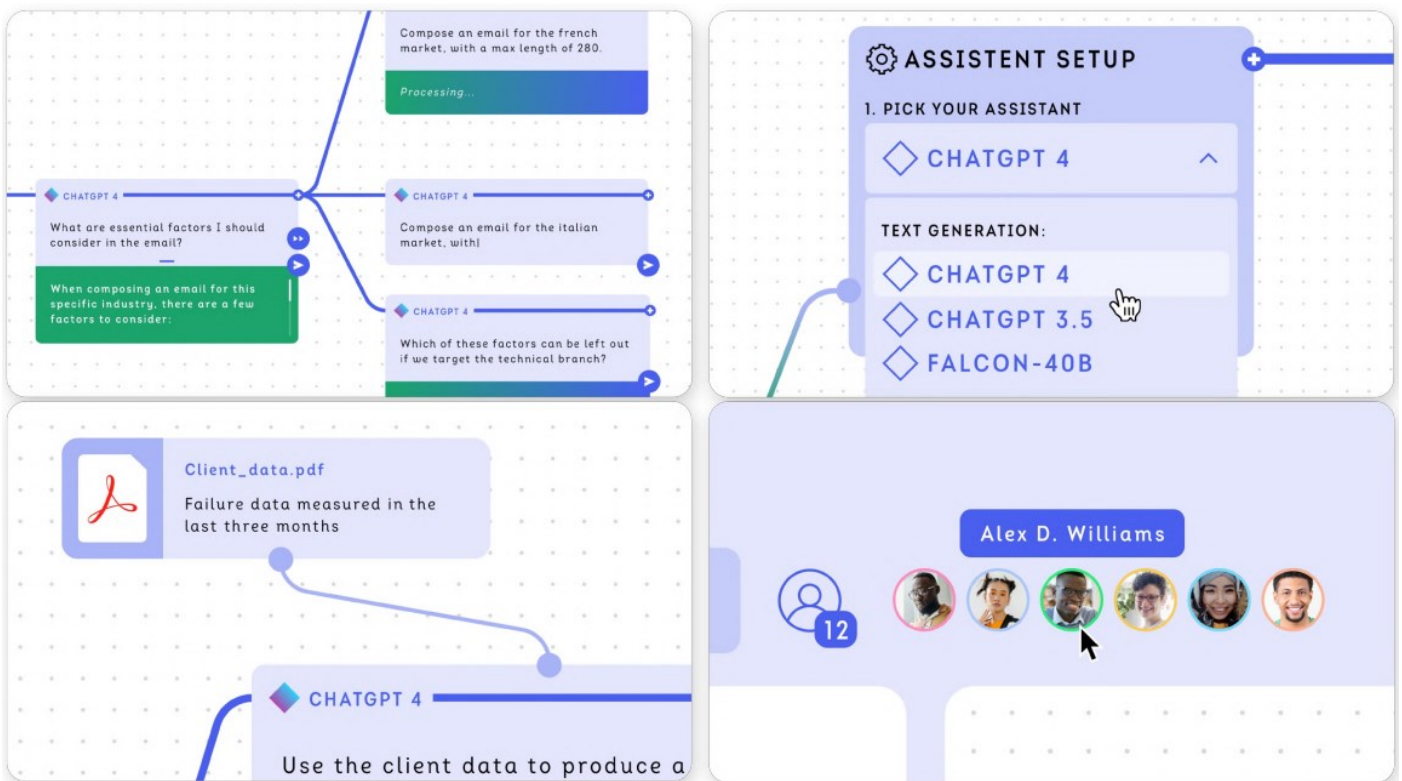 Compose an email for the french
market, with a max length of 280.
Processing...
CHATGPT 4
What are essential factors I should
consider in the email?
When composing an email for this
specific industry, there are a few
factors to consider:
CHATGPT 4
Compose an email for the italian
market, with|
CHATGPT 4
Which of these factors can be left out
if we target the technical branch?
ASSISTENT SETUP
1. PICK YOUR ASSISTANT
CHATGPT 4
TEXT GENERATION:
CHATGPT 4
CHATGPT 3.5
FALCON-40B
Client_data.pdf
Failure data measured in the
last three months
CHATGPT 4
Use the client data to produce a
Alex D. Williams
12